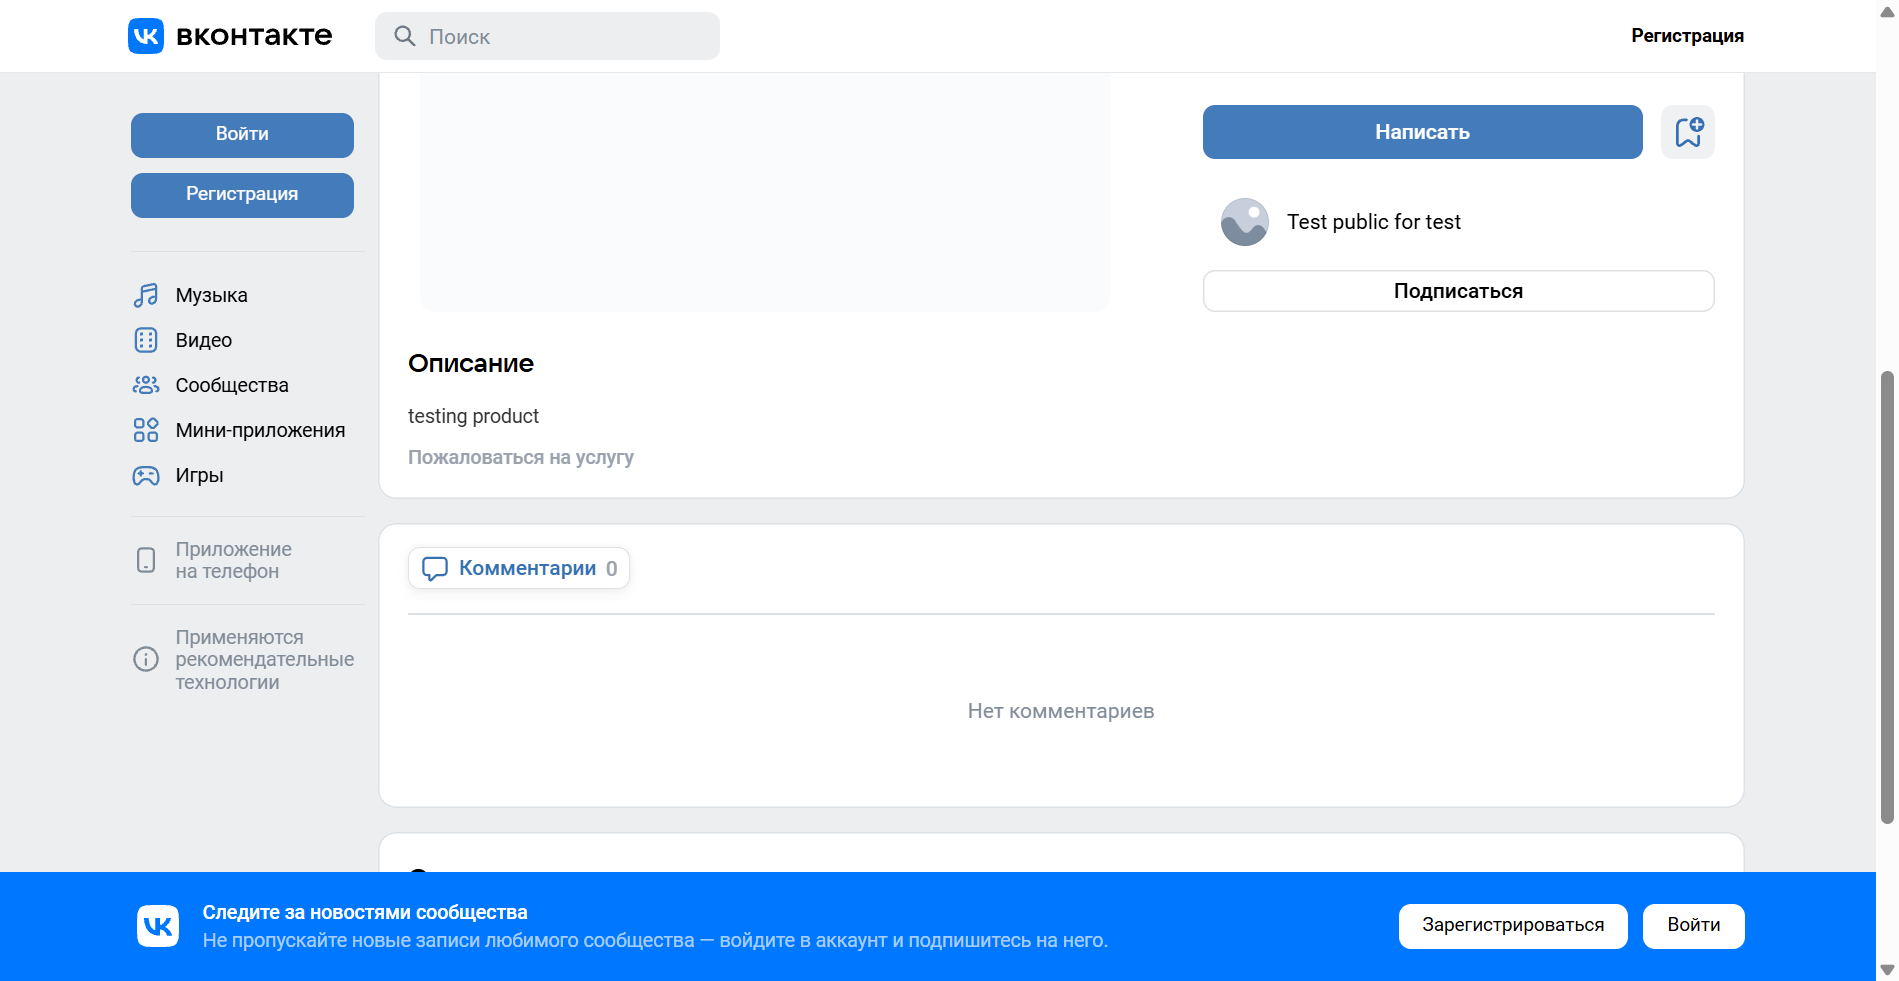 вконтакте
Поиск
Регистрация
Войти
Регистрация
Музыка
Видео
Сообщества
Мини-приложения
Игры
Приложение
на телефон
Применяются
рекомендательные
технологии
Написать
Test public for test
Подписаться
Описание
testing product
Пожаловаться на услугу
Комментарии 0
Нет комментариев
Следите за новостями сообщества
Не пропускайте новые записи любимого сообщества — войдите в аккаунт и подпишитесь на него.
Зарегистрироваться
Войти